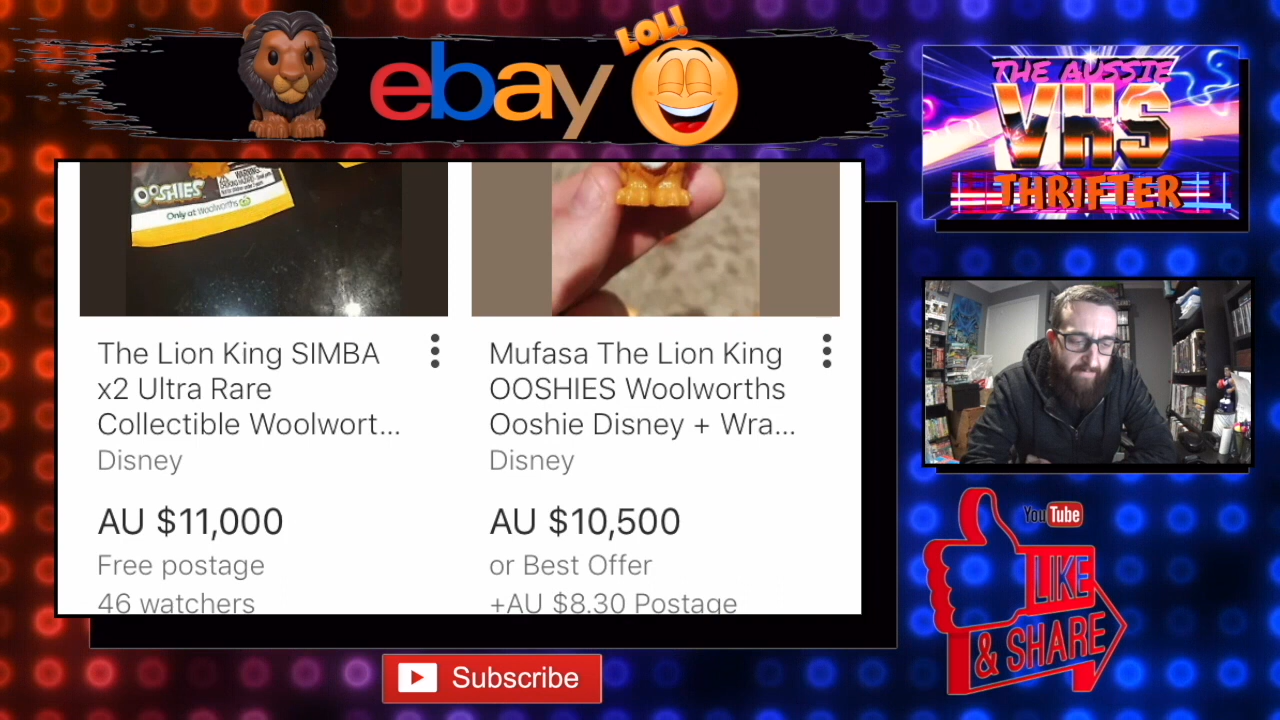 LOL!
ebay
THE AUSSIE
VHS
THRIFTER
OOSHIES
WARNING:
Only at Woolworths
The Lion King SIMBA
x2 Ultra Rare
Collectible Woolwort...
Disney
AU $11,000
Free postage
46 watchers
Mufasa The Lion King
OOSHIES Woolworths
Ooshie Disney + Wra...
Disney
AU $10,500
or Best Offer
+AU $8.30 Postage
YouTube
LIKE
& SHARE
Subscribe